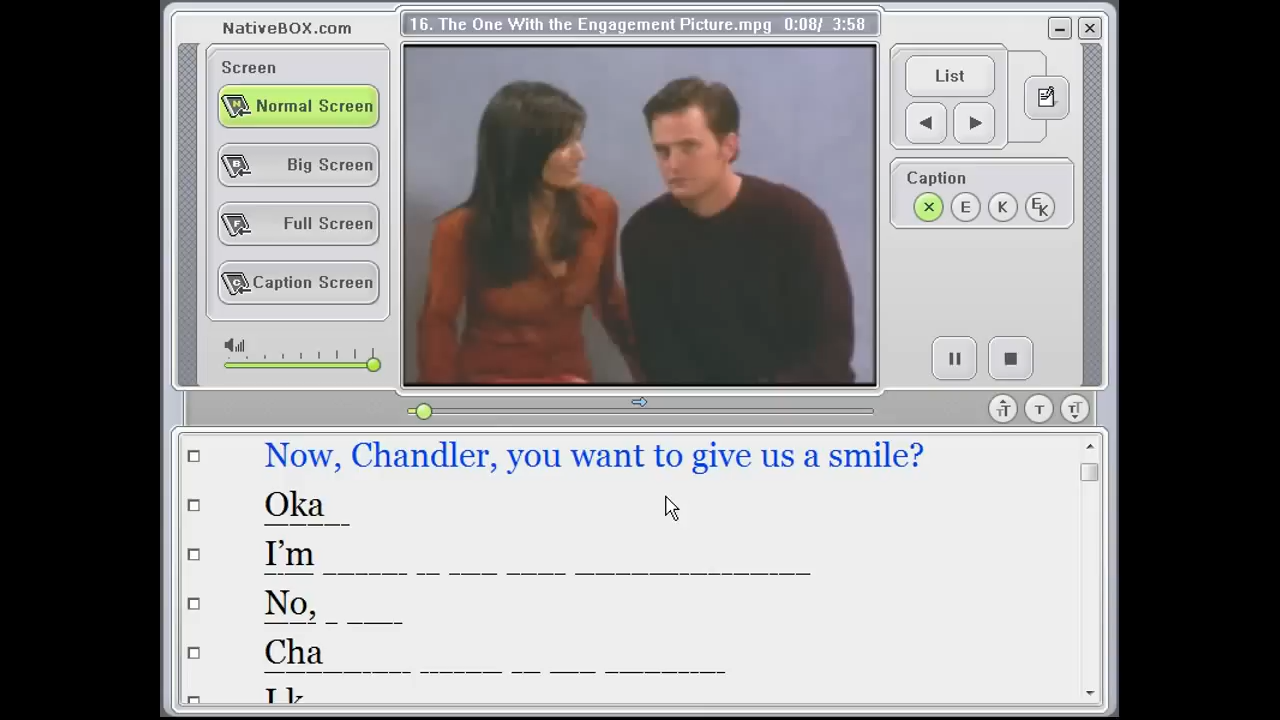 NativeBOX.com
16. The One With the Engagement Picture.mpg 0:08/ 3:58
Screen
Normal Screen
Big Screen
Full Screen
Caption Screen
List
Caption
X E K EK
T T T
Now, Chandler, you want to give us a smile?
Oka
I'm
No,
Cha
I k